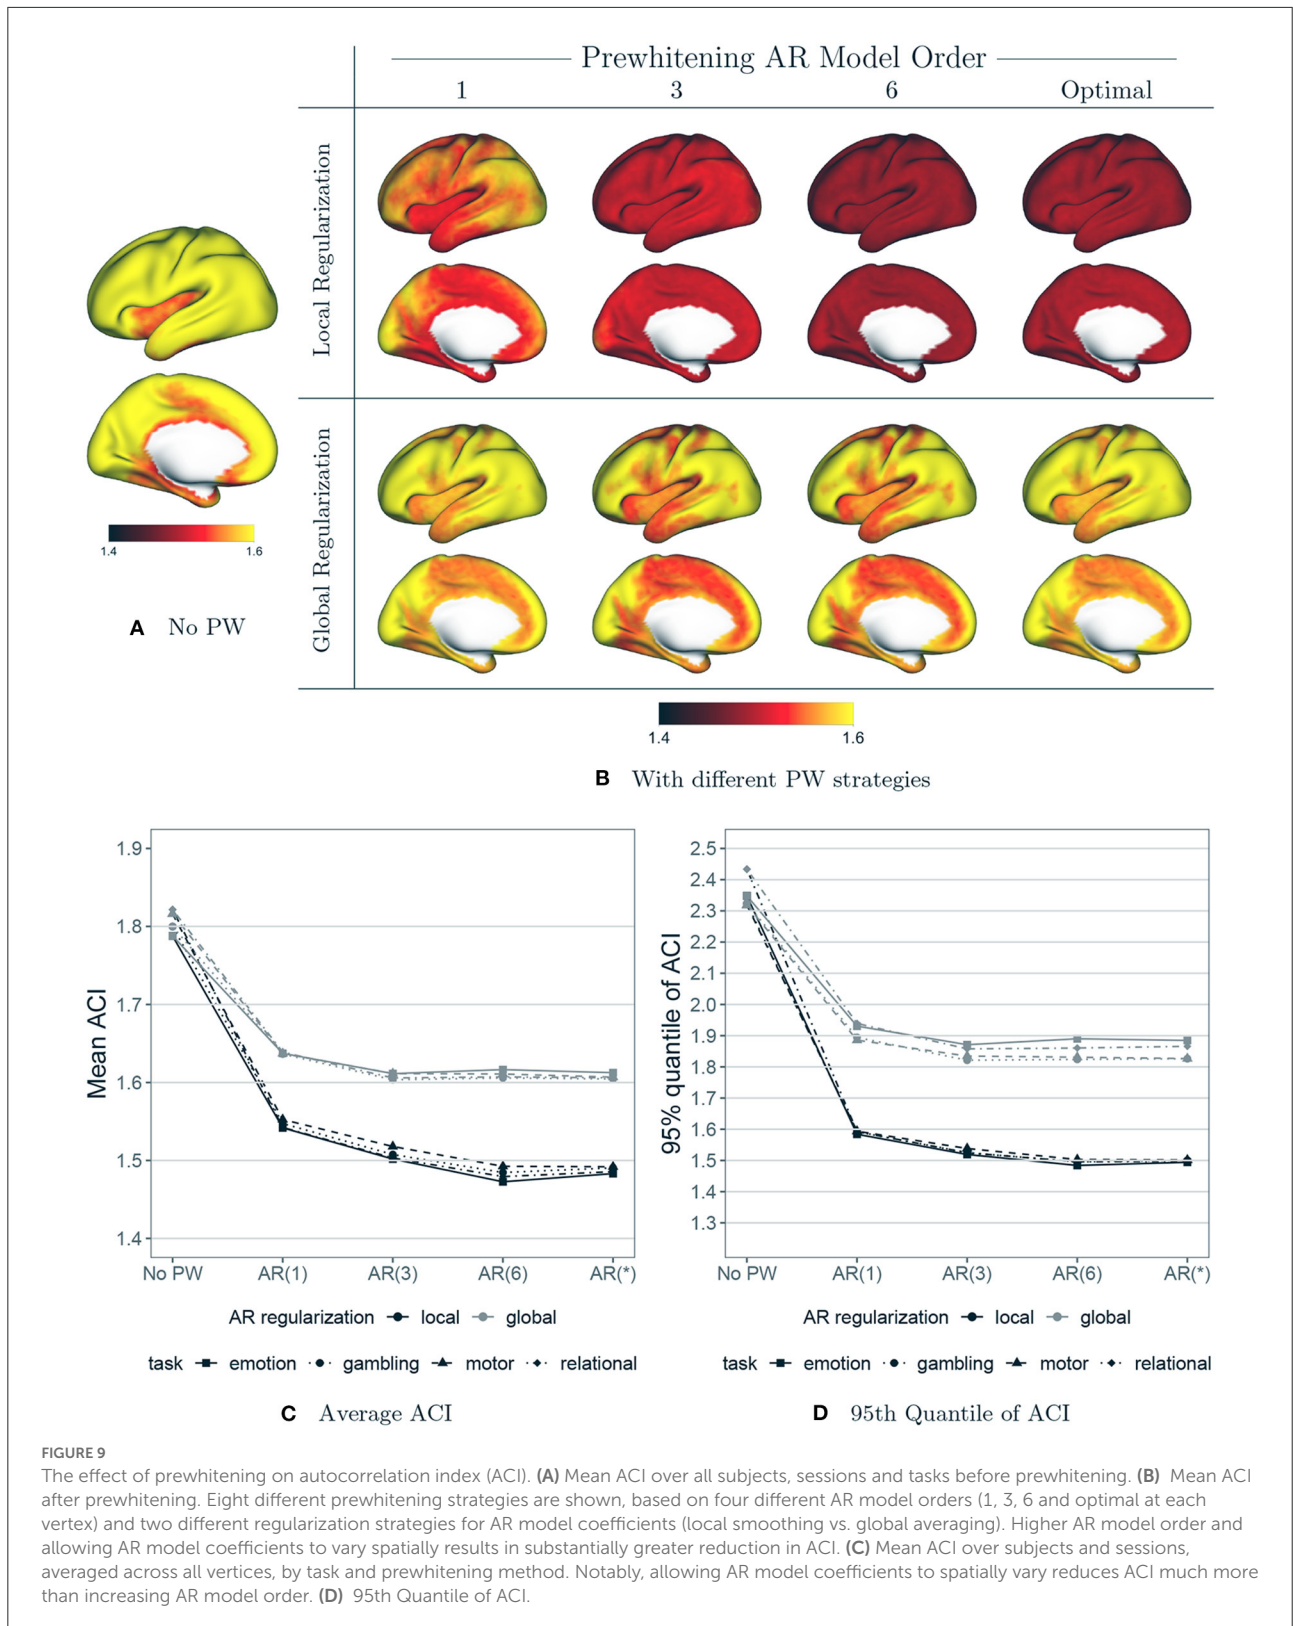 Prewhitening AR Model Order
1 3 6 Optimal
Local Regularization
Global Regularization
1.4 1.6
A No PW
1.4 1.6
B With different PW strategies
Mean ACI
1.9
1.8
1.7
1.6
1.5
1.4
No PW AR(1) AR(3) AR(6) AR(*)
AR regularization local global
task emotion gambling motor relational
C Average ACI
95% quantile of ACI
2.5
2.4
2.3
2.2
2.1
2.0
1.9
1.8
1.7
1.6
1.5
1.4
1.3
No PW AR(1) AR(3) AR(6) AR(*)
AR regularization local global
task emotion gambling motor relational
D 95th Quantile of ACI
FIGURE 9
The effect of prewhitening on autocorrelation index (ACI). (A) Mean ACI over all subjects, sessions and tasks before prewhitening. (B) Mean ACI
after prewhitening. Eight different prewhitening strategies are shown, based on four different AR model orders (1, 3, 6 and optimal at each
vertex) and two different regularization strategies for AR model coefficients (local smoothing vs. global averaging). Higher AR model order and
allowing AR model coefficients to vary spatially results in substantially greater reduction in ACI. (C) Mean ACI over subjects and sessions,
averaged across all vertices, by task and prewhitening method. Notably, allowing AR model coefficients to spatially vary reduces ACI much more
than increasing AR model order. (D) 95th Quantile of ACI.